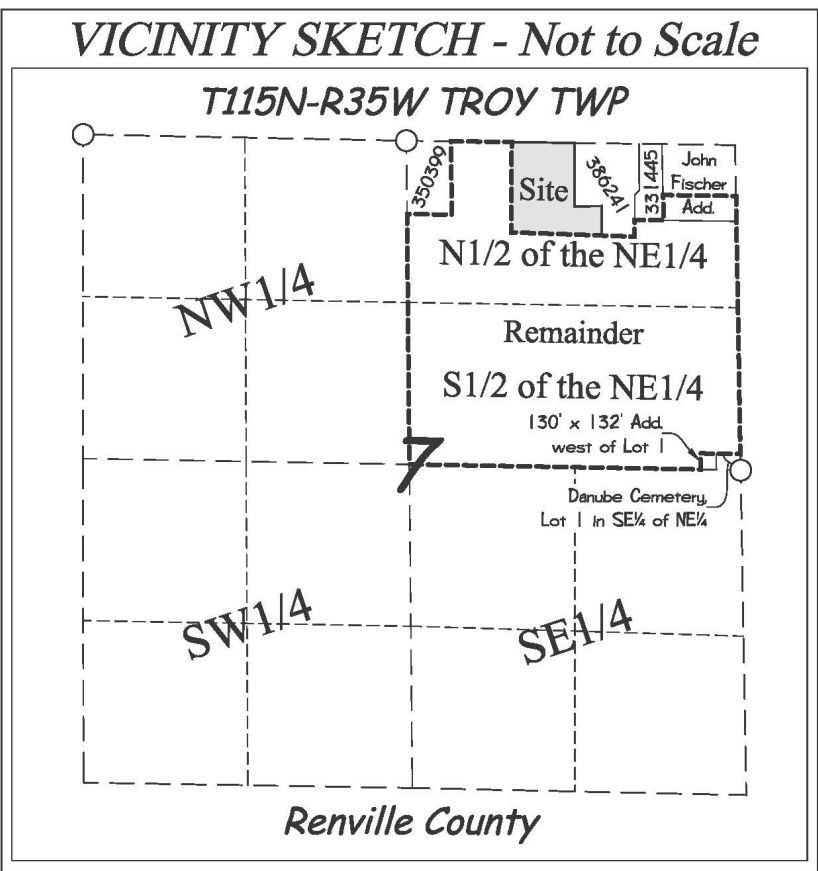 VICINITY SKETCH - Not to Scale
T115N-R35W TROY TWP
350399
Site
386241
331445
John
Fischer
Add.
N1/2 of the NE1/4
NW1/4
Remainder
S1/2 of the NE1/4
130' x 132' Add.
west of Lot 1
7
Danube Cemetery,
Lot 1 in SE¼ of NE¼
SW1/4
SE1/4
Renville County